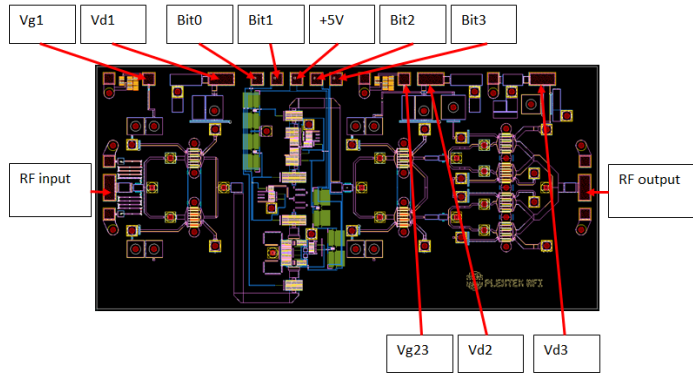 Vg1
Vd1
Bit0
Bit1
+5V
Bit2
Bit3
RF input
RF output
PLEXTEK RFI
Vg23
Vd2
Vd3